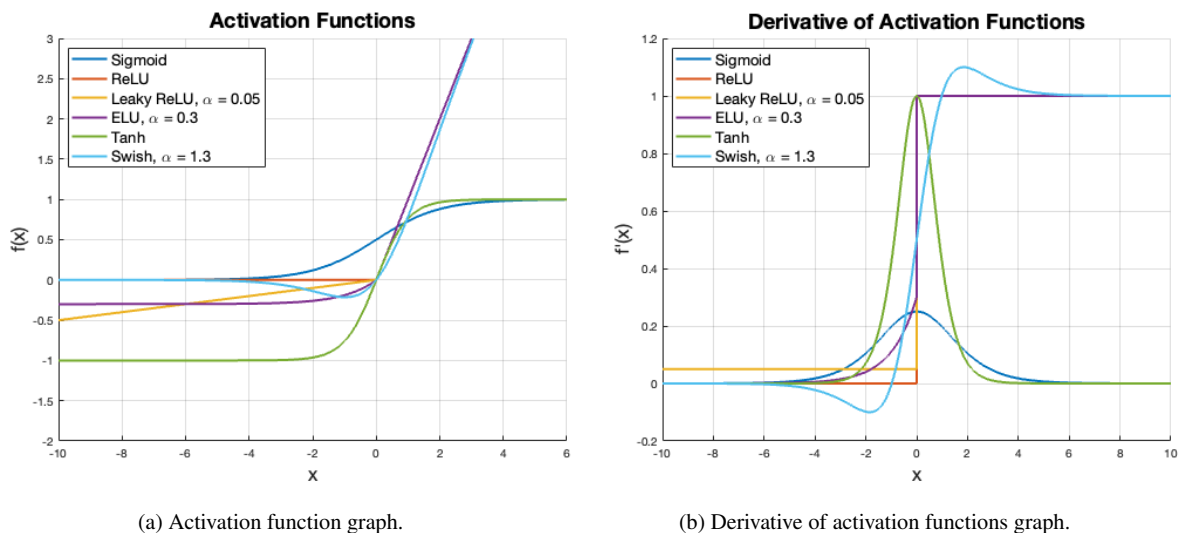 Activation Functions
3
2.5
2
1.5
1
0.5
0
-0.5
-1
-1.5
-2
f(x)
Sigmoid
ReLU
Leaky ReLU, α = 0.05
ELU, α = 0.3
Tanh
Swish, α = 1.3
-10 -8 -6 -4 -2 0 2 4 6
X
(a) Activation function graph.
Derivative of Activation Functions
1.2
1
0.8
0.6
0.4
0.2
0
-0.2
f'(x)
Sigmoid
ReLU
Leaky ReLU, α = 0.05
ELU, α = 0.3
Tanh
Swish, α = 1.3
-10 -8 -6 -4 -2 0 2 4 6 8 10
X
(b) Derivative of activation functions graph.